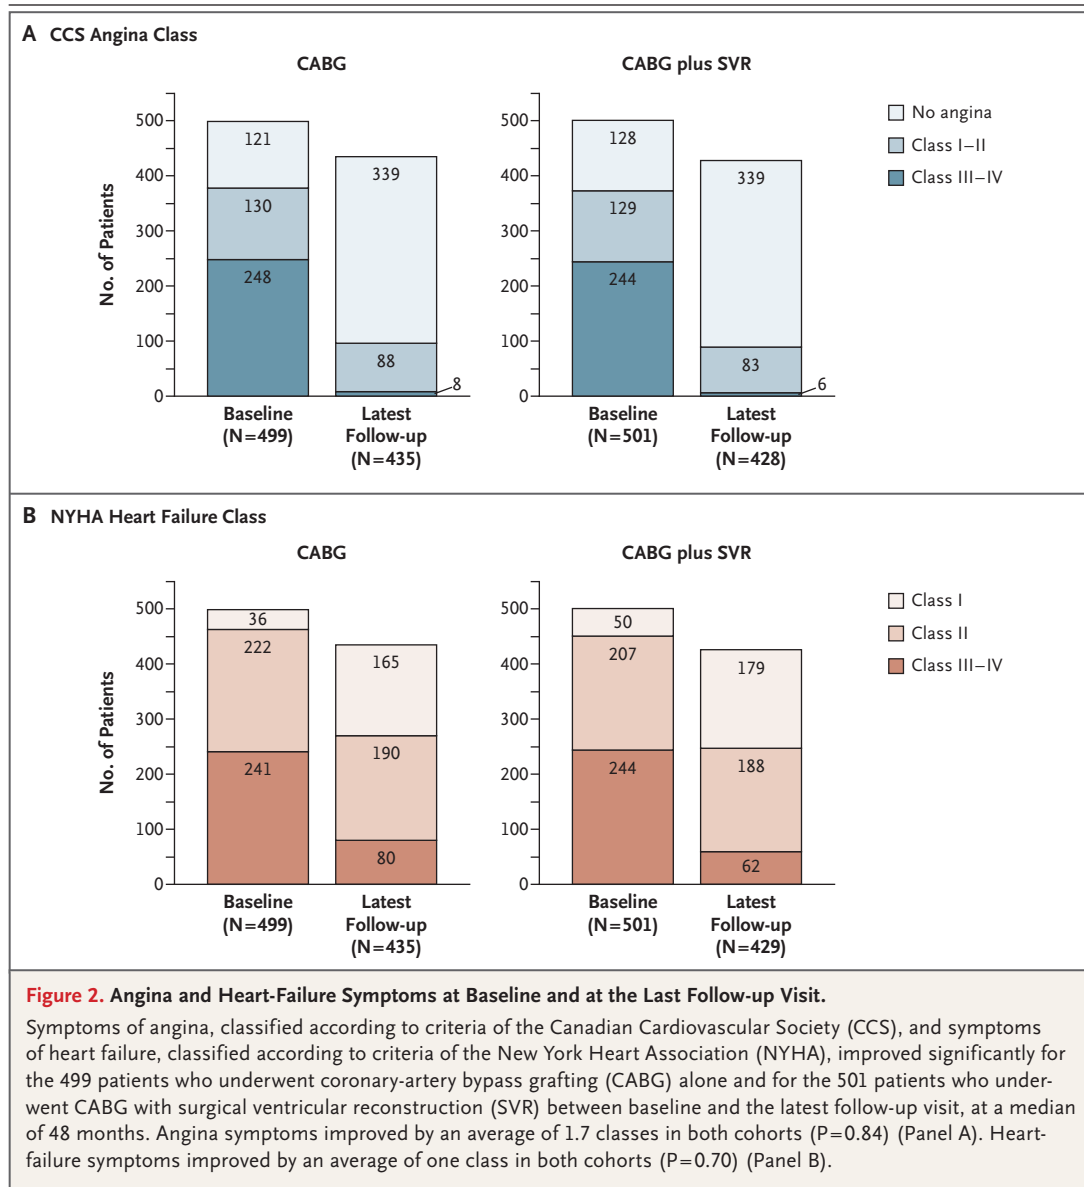 A CCS Angina Class
CABG
CABG plus SVR
No. of Patients
500
400
300
200
100
0
121
130
248
339
88
8
Baseline
(N=499)
Latest
Follow-up
(N=435)
500
400
300
200
100
0
128
129
244
339
83
6
Baseline
(N=501)
Latest
Follow-up
(N=428)
No angina
Class I–II
Class III–IV
B NYHA Heart Failure Class
CABG
CABG plus SVR
No. of Patients
500
400
300
200
100
0
36
222
241
165
190
80
Baseline
(N=499)
Latest
Follow-up
(N=435)
500
400
300
200
100
0
50
207
244
179
188
62
Baseline
(N=501)
Latest
Follow-up
(N=429)
Class I
Class II
Class III–IV
Figure 2. Angina and Heart-Failure Symptoms at Baseline and at the Last Follow-up Visit.
Symptoms of angina, classified according to criteria of the Canadian Cardiovascular Society (CCS), and symptoms
of heart failure, classified according to criteria of the New York Heart Association (NYHA), improved significantly for
the 499 patients who underwent coronary-artery bypass grafting (CABG) alone and for the 501 patients who under-
went CABG with surgical ventricular reconstruction (SVR) between baseline and the latest follow-up visit, at a median
of 48 months. Angina symptoms improved by an average of 1.7 classes in both cohorts (P=0.84) (Panel A). Heart-
failure symptoms improved by an average of one class in both cohorts (P=0.70) (Panel B).